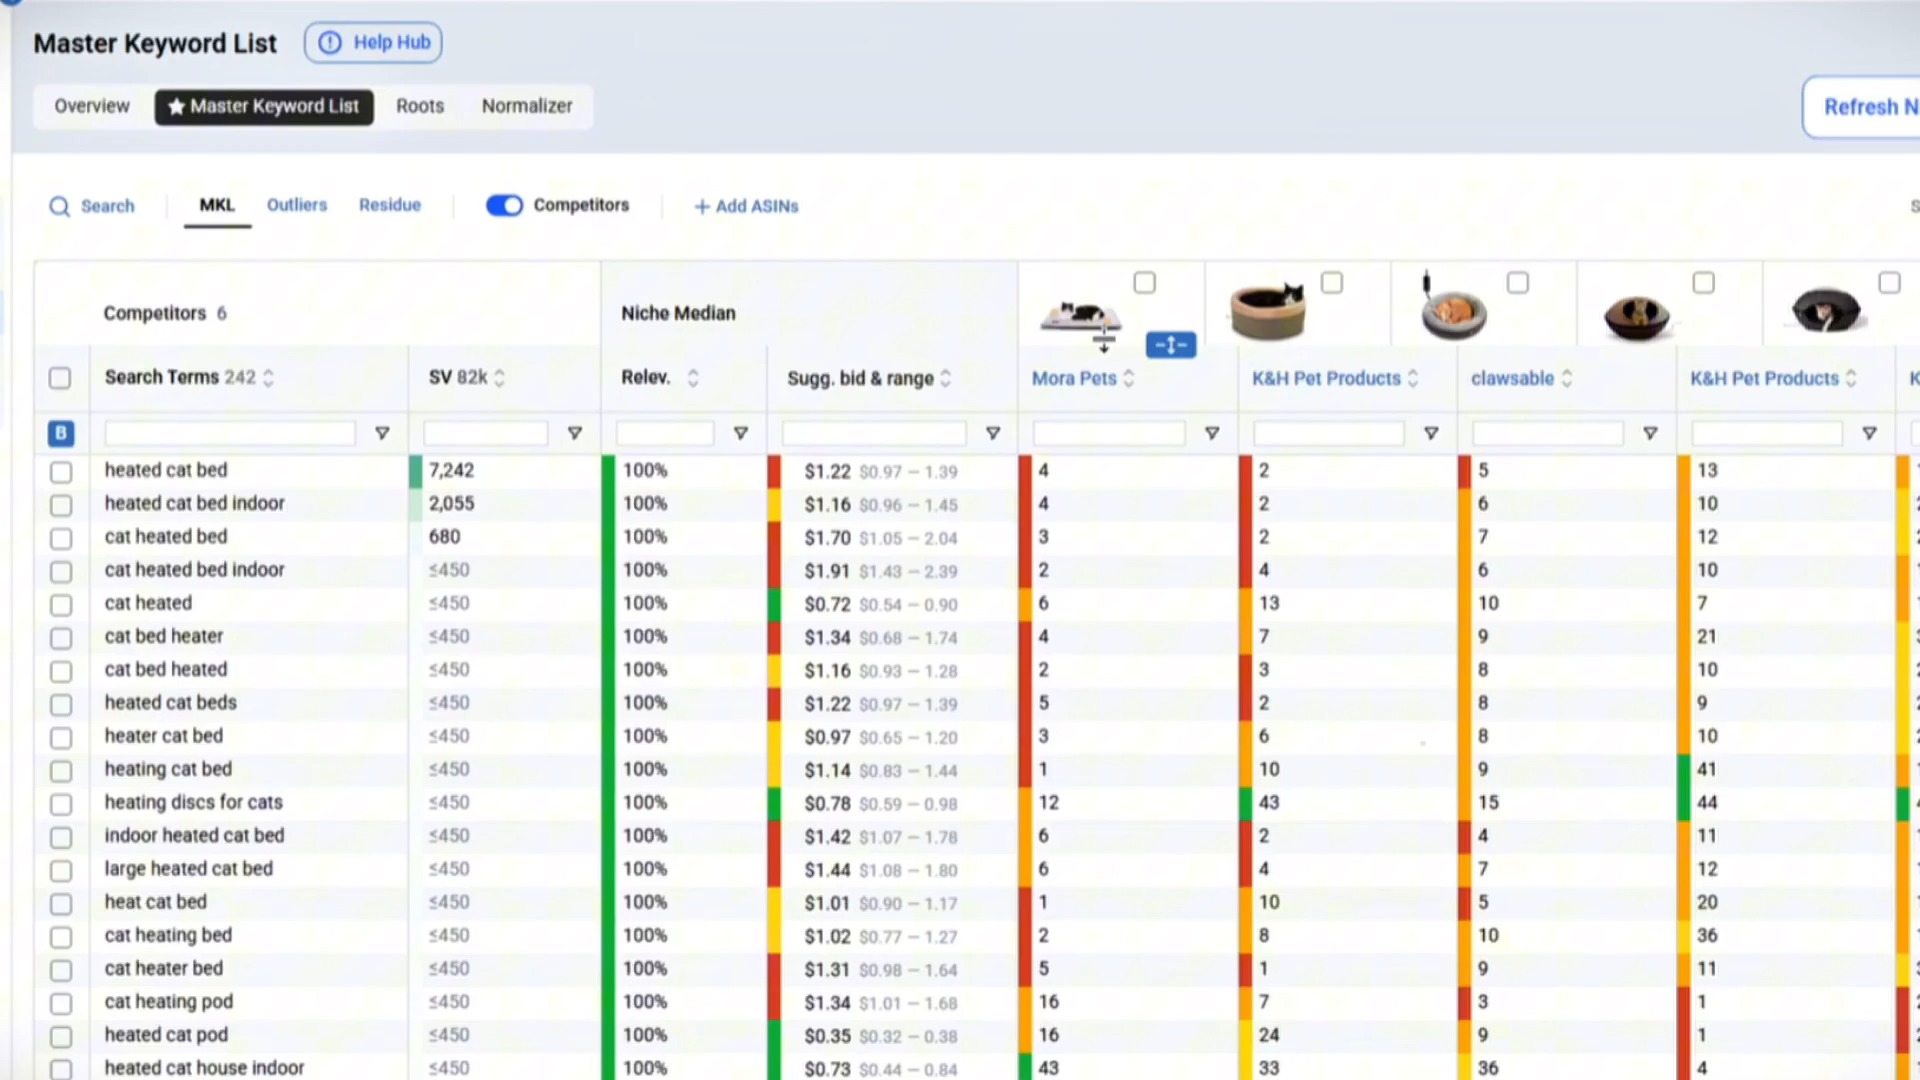 Master Keyword List Help Hub
Overview Master Keyword List Roots Normalizer
Refresh N
Search MKL Outliers Residue Competitors + Add ASINs
Competitors 6 Niche Median
Search Terms 242 SV 82k Relev. Sugg. bid & range Mora Pets K&H Pet Products clawsable K&H Pet Products K
B
heated cat bed 7,242 100% $1.22 $0.97 – 1.39 4 2 5 13
heated cat bed indoor 2,055 100% $1.16 $0.96 – 1.45 4 2 6 10
cat heated bed 680 100% $1.70 $1.05 – 2.04 3 2 7 12
cat heated bed indoor ≤450 100% $1.91 $1.43 – 2.39 2 4 6 10
cat heated ≤450 100% $0.72 $0.54 – 0.90 6 13 10 7
cat bed heater ≤450 100% $1.34 $0.68 – 1.74 4 7 9 21
cat bed heated ≤450 100% $1.16 $0.93 – 1.28 2 3 8 10
heated cat beds ≤450 100% $1.22 $0.97 – 1.39 5 2 8 9
heater cat bed ≤450 100% $0.97 $0.65 – 1.20 3 6 8 10
heating cat bed ≤450 100% $1.14 $0.83 – 1.44 1 10 9 41
heating discs for cats ≤450 100% $0.78 $0.59 – 0.98 12 43 15 44
indoor heated cat bed ≤450 100% $1.42 $1.07 – 1.78 6 2 4 11
large heated cat bed ≤450 100% $1.44 $1.08 – 1.80 6 4 7 12
heat cat bed ≤450 100% $1.01 $0.90 – 1.17 1 10 5 20
cat heating bed ≤450 100% $1.02 $0.77 – 1.27 2 8 10 36
cat heater bed ≤450 100% $1.31 $0.98 – 1.64 5 1 9 11
cat heating pod ≤450 100% $1.34 $1.01 – 1.68 16 7 3 1
heated cat pod ≤450 100% $0.35 $0.32 – 0.38 16 24 9 1
heated cat house indoor ≤450 100% $0.73 $0.44 – 0.84 43 33 36 4